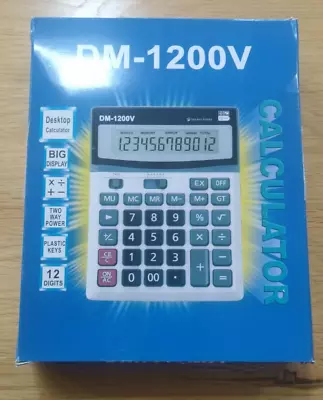 DM-1200V
Desktop
Calculator
BIG
DISPLAY
+ -
× ÷
TWO
WAY
POWER
PLASTIC
KEYS
12
DIGITS
CALCULATOR
DM-1200V
123456789012
EX OFF
MU MC MR M− M+ GT
7 8 9 % √
+/− 4 5 6 × ÷
CE
C
1 2 3 + −
ON
AC
0 00 · =